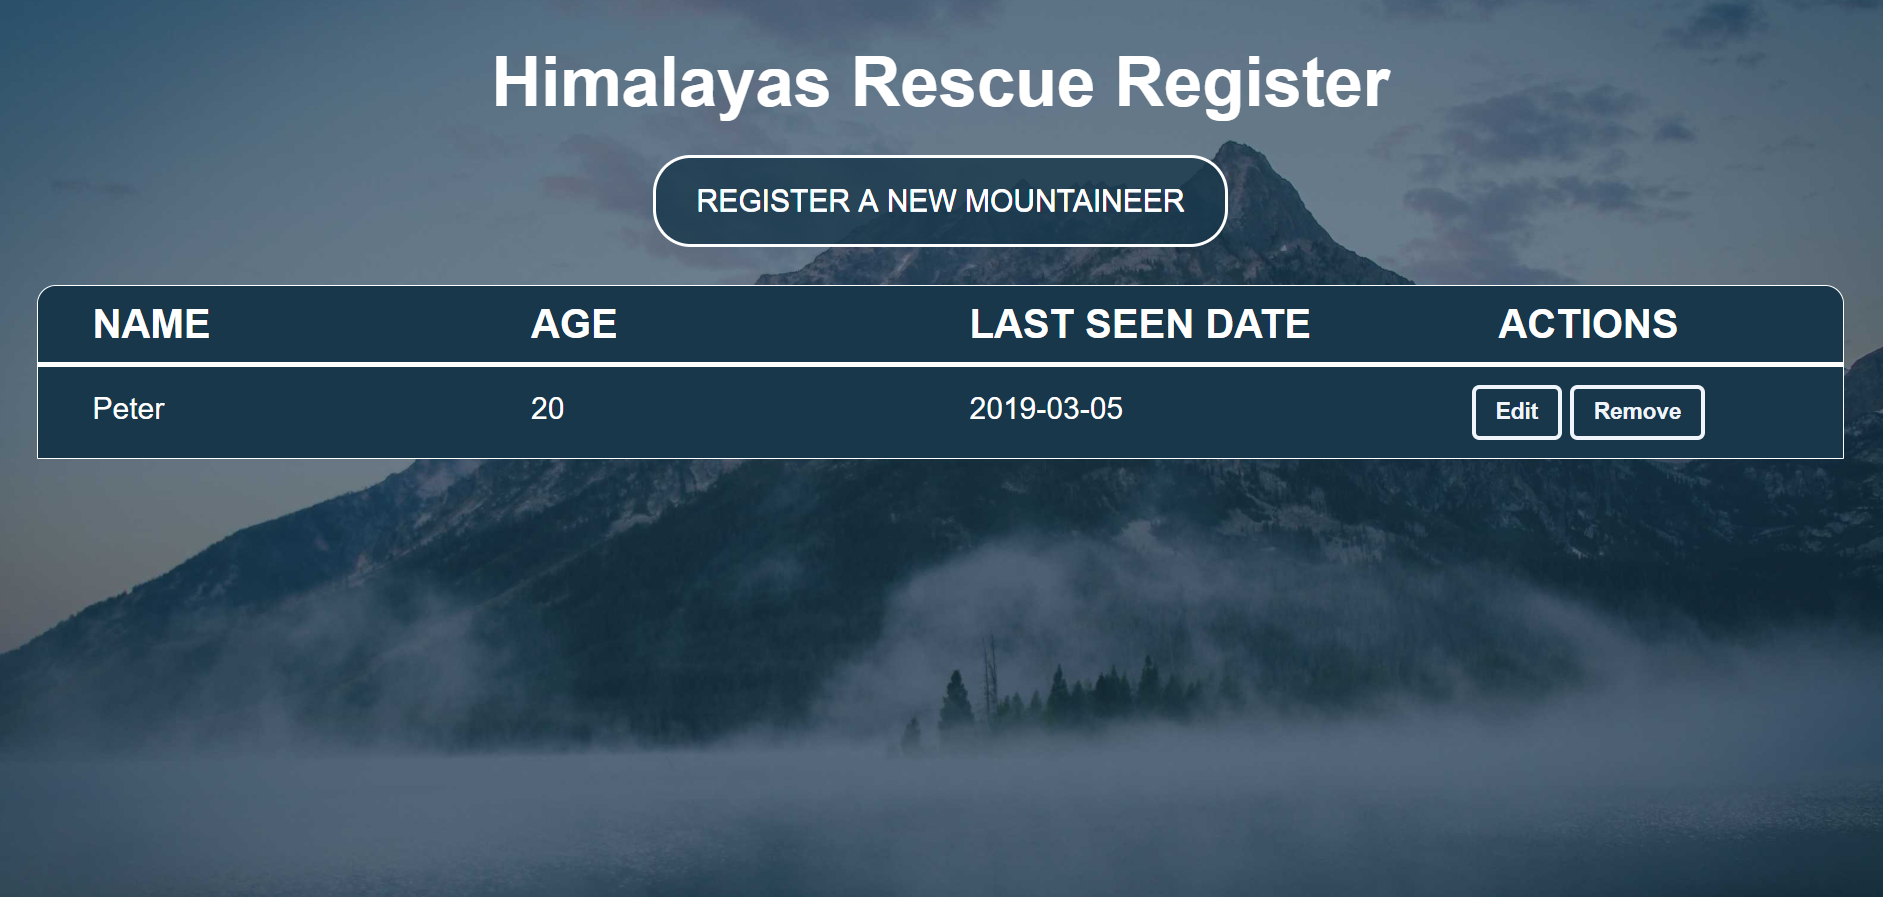 Himalayas Rescue Register
REGISTER A NEW MOUNTAINEER
NAME AGE LAST SEEN DATE ACTIONS
Peter 20 2019-03-05 Edit Remove